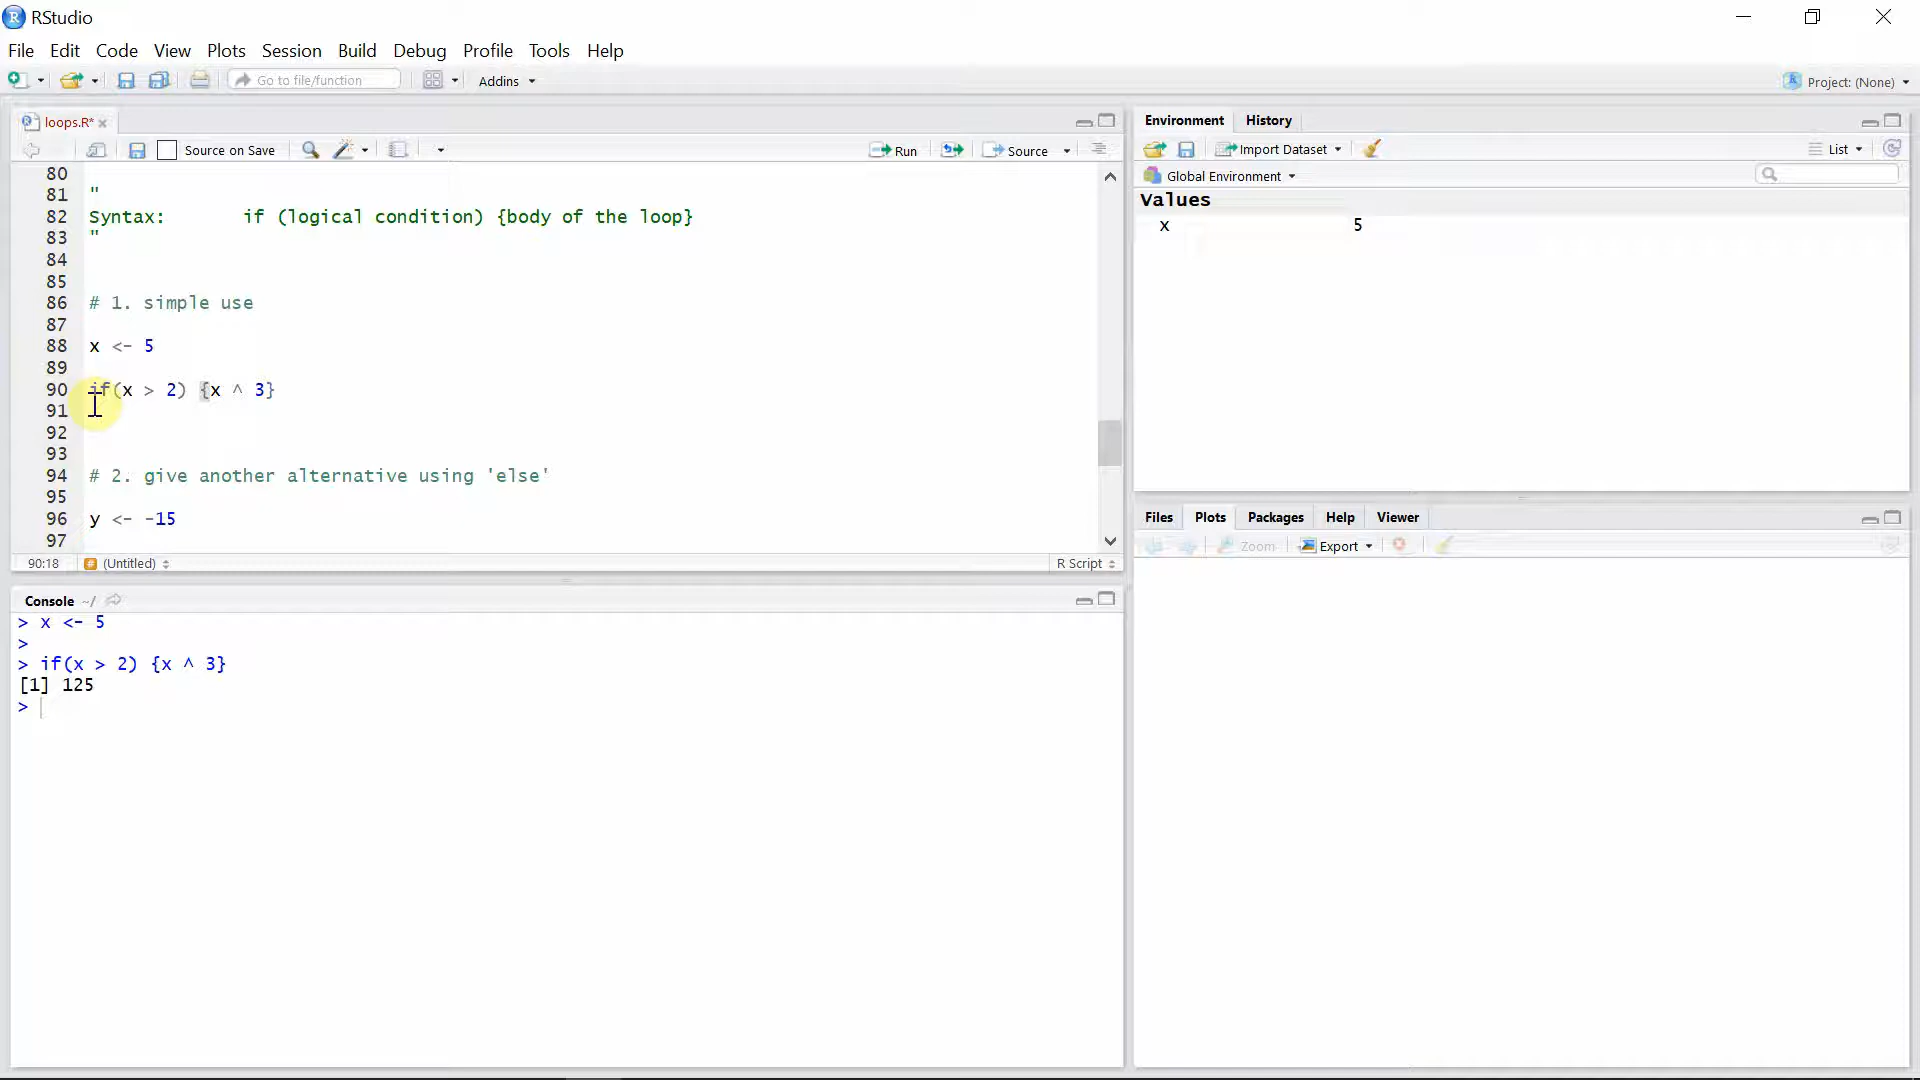 RStudio
File Edit Code View Plots Session Build Debug Profile Tools Help
Go to file/function Addins Project: (None)
loops.R*
Source on Save Run Source
80
81 "
82 Syntax: if (logical condition) {body of the loop}
83 "
84
85
86 # 1. simple use
87
88 x <- 5
89
90 if(x > 2) {x ^ 3}
91
92
93
94 # 2. give another alternative using 'else'
95
96 y <- -15
97
90:18 (Untitled) R Script
Console ~/
> x <- 5
>
> if(x > 2) {x ^ 3}
[1] 125
>
Environment History
Import Dataset List
Global Environment
Values
x 5
Files Plots Packages Help Viewer
Zoom Export